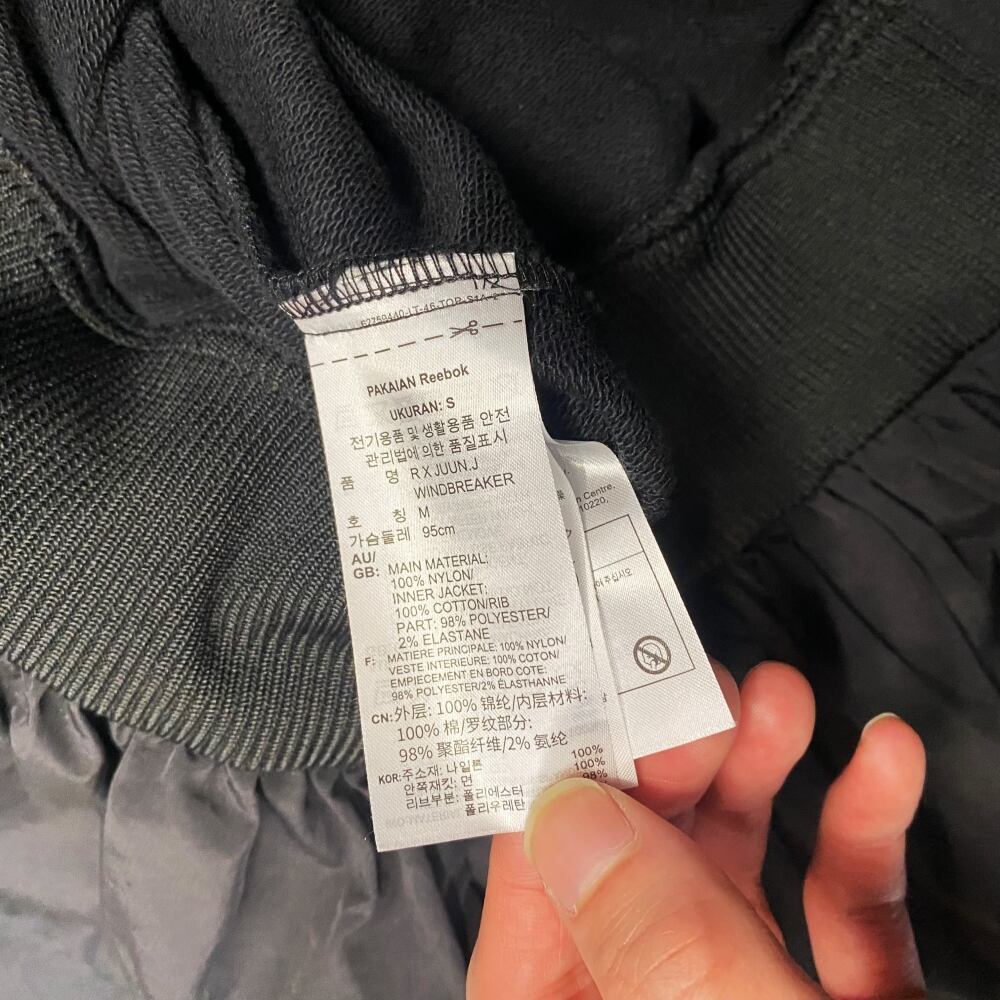 PAKAIAN Reebok
UKURAN: S
전기용품 및 생활용품 안전
관리법에 의한 품질표시
품 명 R X JUUN.J
WINDBREAKER
호 칭 M
가슴둘레 95cm
AU/
GB: MAIN MATERIAL:
100% NYLON/
INNER JACKET:
100% COTTON/RIB
PART: 98% POLYESTER/
2% ELASTANE
F: MATIERE PRINCIPALE: 100% NYLON/
VESTE INTERIEURE: 100% COTON/
EMPIECEMENT EN BORD COTE:
98% POLYESTER/2% ÉLASTHANNE
CN: 外层: 100% 锦纶/内层材料:
100% 棉/罗纹部分:
98% 聚酯纤维/2% 氨纶
KOR: 주소재: 나일론 100%
안쪽재킷: 면 100%
리브부분: 폴리에스터 98%
폴리우레탄
n Centre,
10220,